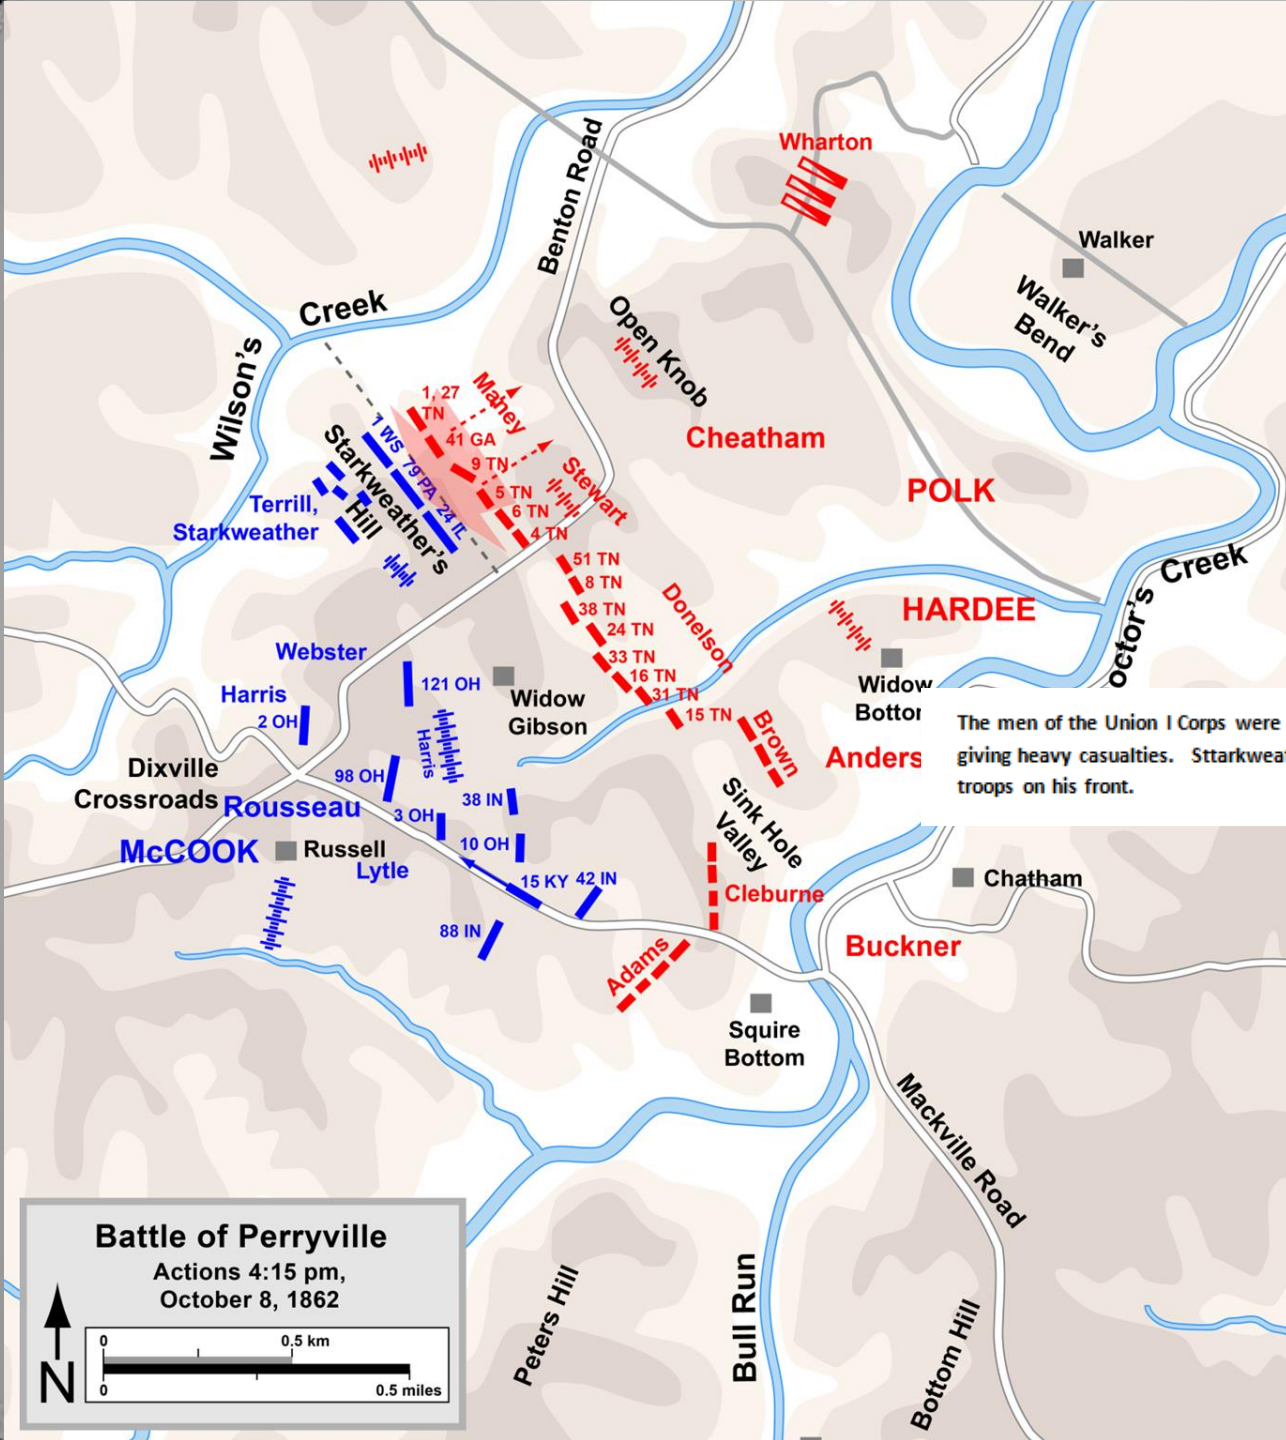 Wharton
Walker
Walker's
Bend
Benton Road
Creek
Wilson's
Open Knob
Cheatham
POLK
Maney
1, 27
TN
41 GA
9 TN
5 TN
6 TN
4 TN
Stewart
1 WS
79 PA
24 IL
Starkweather's
Hill
Terrill,
Starkweather
51 TN
8 TN
38 TN
24 TN
33 TN
16 TN
31 TN
15 TN
Donelson
HARDEE
Creek
octor's
Widow
Bottom
Webster
121 OH
Harris
2 OH
Harris
Widow
Gibson
Brown
Anders
The men of the Union I Corps were
giving heavy casualties. Sttarkweat
troops on his front.
Dixville
Crossroads
Rousseau
98 OH
3 OH
38 IN
10 OH
Sink Hole
Valley
McCOOK
Russell
Lytle
15 KY
42 IN
88 IN
Cleburne
Chatham
Adams
Buckner
Squire
Bottom
Mackville Road
Peters Hill
Bull Run
Bottom Hill
Battle of Perryville
Actions 4:15 pm,
October 8, 1862
0
0.5 km
0
0.5 miles
N